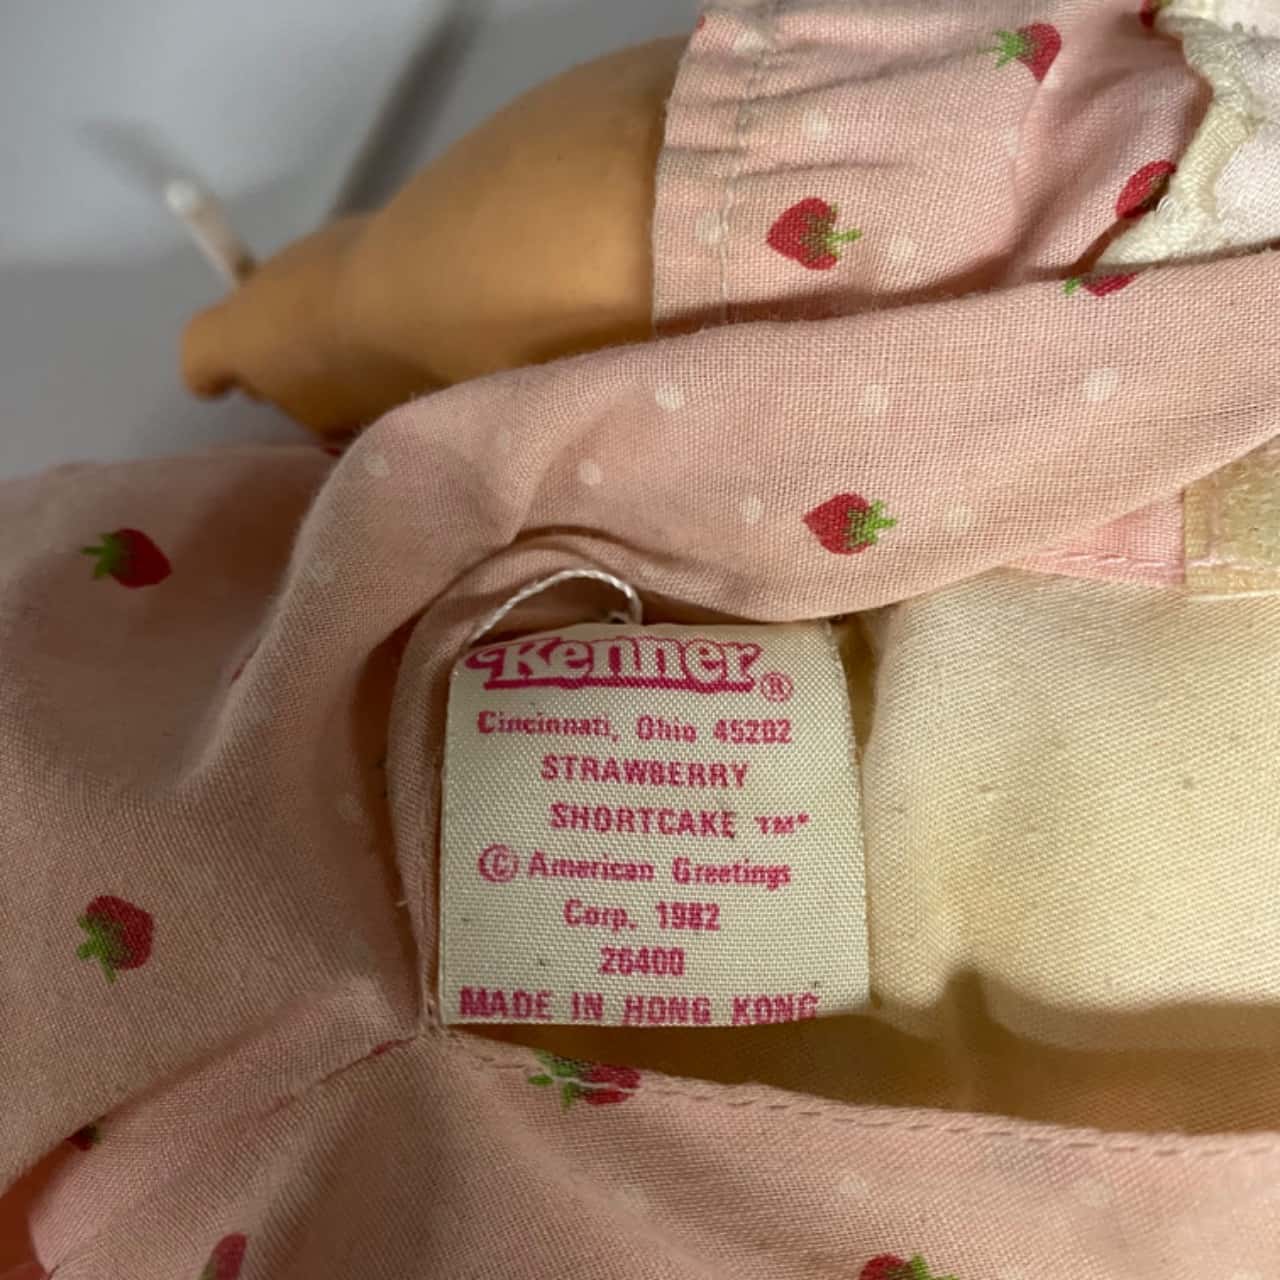 Kenner®
Cincinnati, Ohio 45202
STRAWBERRY
SHORTCAKE TM*
© American Greetings
Corp. 1982
26400
MADE IN HONG KONG